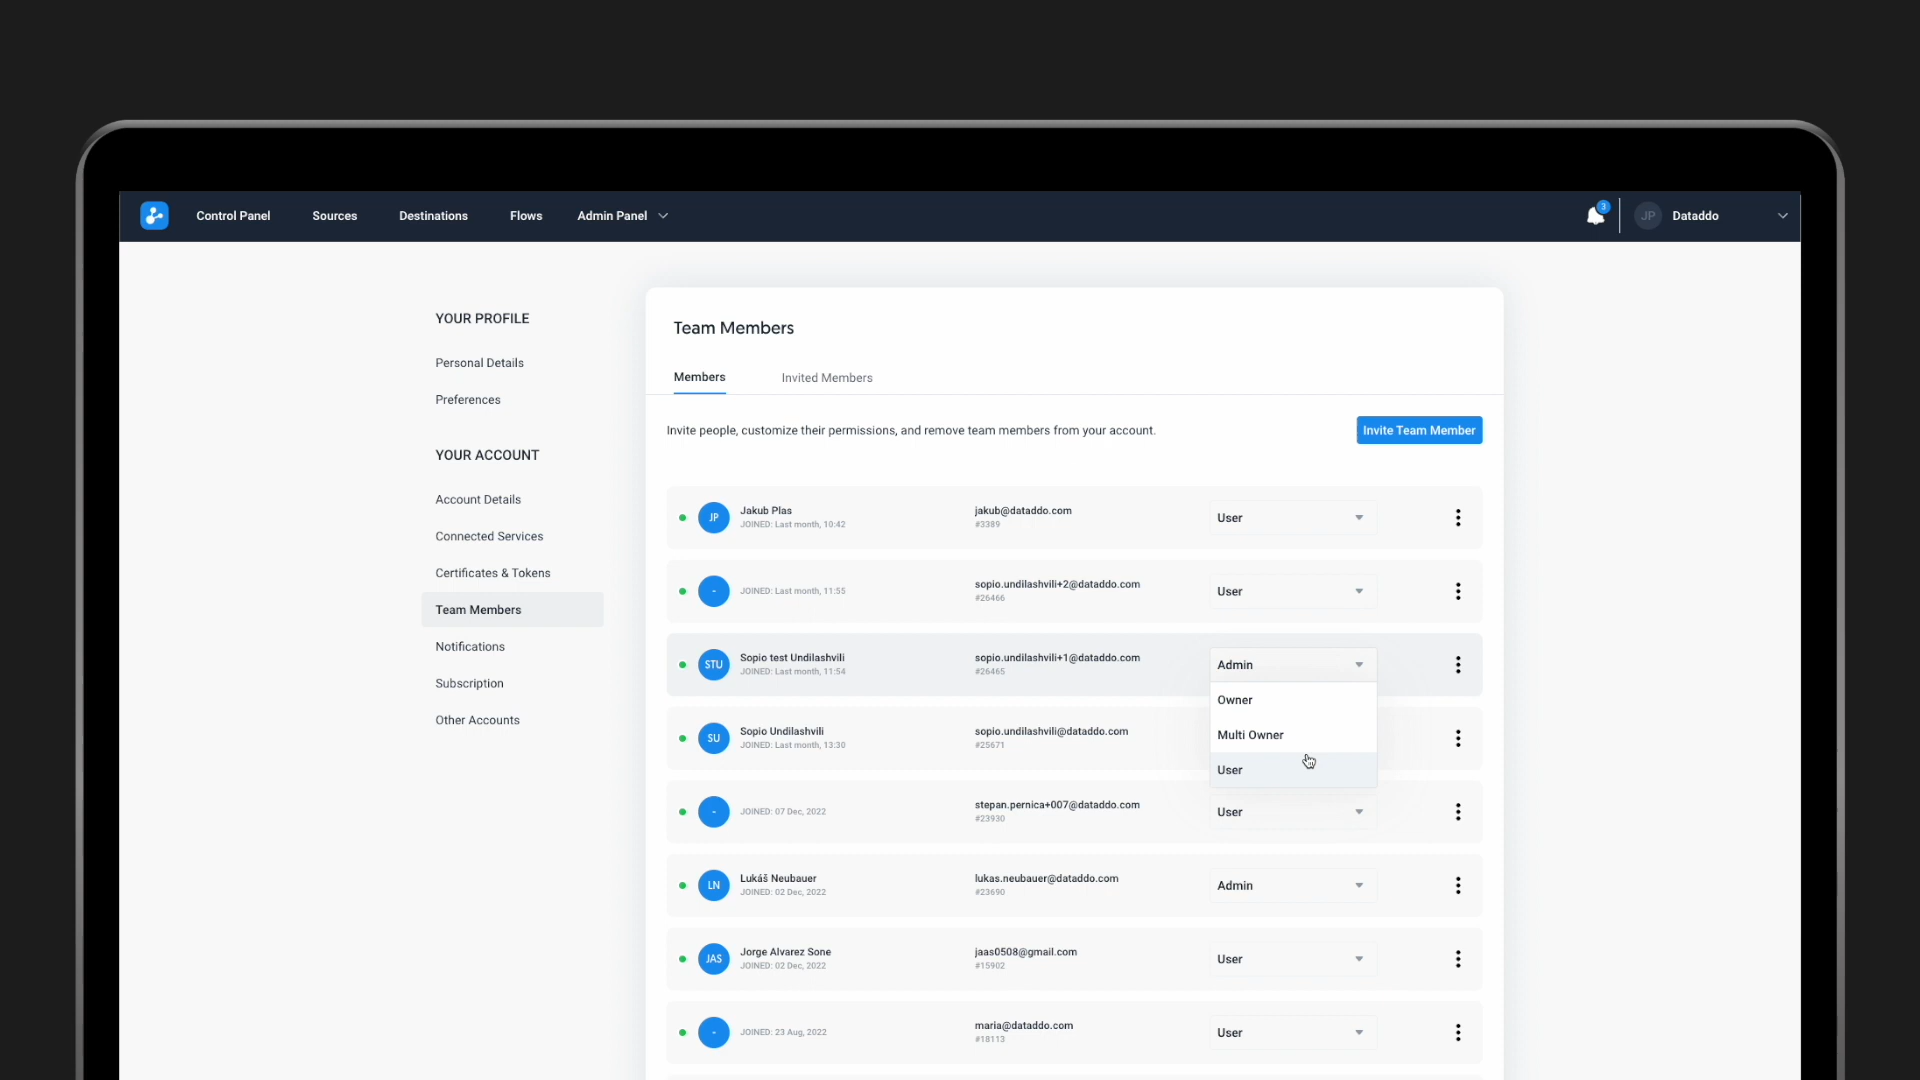 Control Panel
Sources
Destinations
Flows
Admin Panel
3
JP
Dataddo
YOUR PROFILE
Personal Details
Preferences
YOUR ACCOUNT
Account Details
Connected Services
Certificates & Tokens
Team Members
Notifications
Subscription
Other Accounts
Team Members
Members
Invited Members
Invite people, customize their permissions, and remove team members from your account.
Invite Team Member
JP
Jakub Plas
JOINED: Last month, 10:42
jakub@dataddo.com
#3389
User
-
JOINED: Last month, 11:55
sopio.undilashvili+2@dataddo.com
#26466
User
STU
Sopio test Undilashvili
JOINED: Last month, 11:54
sopio.undilashvili+1@dataddo.com
#26465
Admin
Owner
Multi Owner
User
SU
Sopio Undilashvili
JOINED: Last month, 13:30
sopio.undilashvili@dataddo.com
#25671
-
JOINED: 07 Dec, 2022
stepan.pernica+007@dataddo.com
#23930
User
LN
Lukáš Neubauer
JOINED: 02 Dec, 2022
lukas.neubauer@dataddo.com
#23690
Admin
JAS
Jorge Alvarez Sone
JOINED: 02 Dec, 2022
jaas0508@gmail.com
#15902
User
-
JOINED: 23 Aug, 2022
maria@dataddo.com
#18113
User